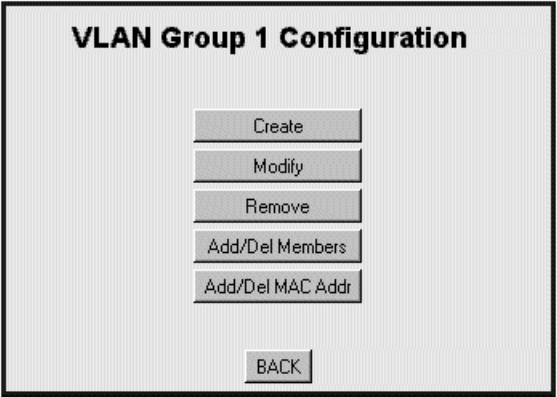 VLAN Group 1 Configuration
Create
Modify
Remove
Add/Del Members
Add/Del MAC Addr
BACK